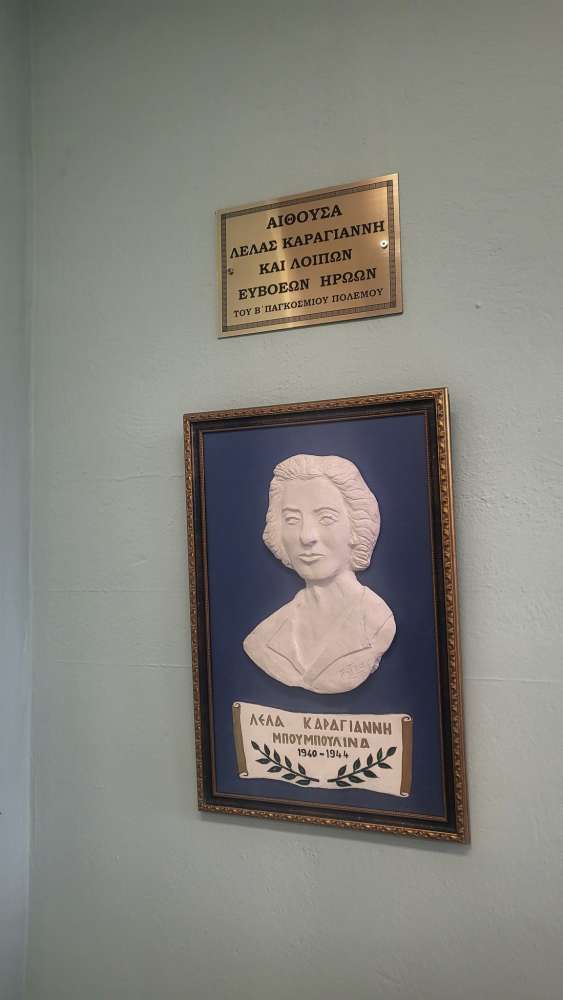 ΑΙΘΟΥΣΑ
ΛΕΛΑΣ ΚΑΡΑΓΙΑΝΝΗ
ΚΑΙ ΛΟΙΠΩΝ
ΕΥΒΟΕΩΝ ΗΡΩΩΝ
ΤΟΥ Β΄ ΠΑΓΚΟΣΜΙΟΥ ΠΟΛΕΜΟΥ
ΛΕΛΑ ΚΑΡΑΓΙΑΝΝΗ
ΜΠΟΥΜΠΟΥΛΙΝΑ
1940-1944